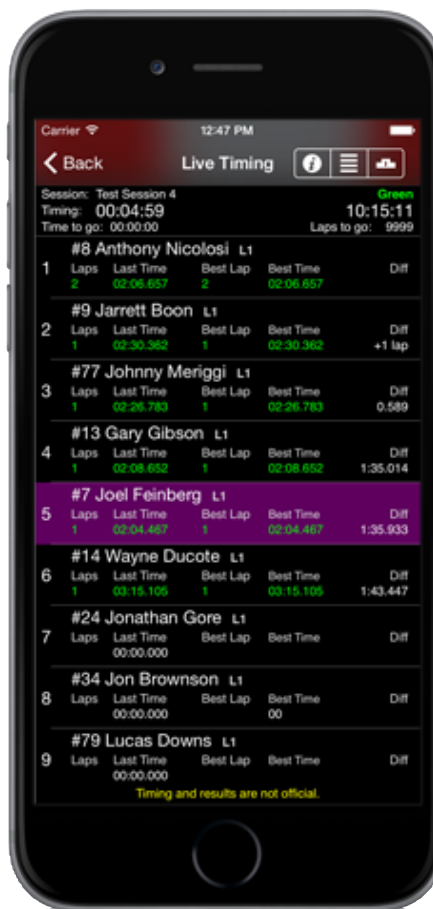 Carrier 12:47 PM
Back Live Timing
Session: Test Session 4 Green
Timing: 00:04:59 10:15:11
Time to go: 00:00:00 Laps to go: 9999
#8 Anthony Nicolosi L1
1 Laps Last Time Best Lap Best Time Diff
2 02:06.657 2 02:06.657
#9 Jarrett Boon L1
2 Laps Last Time Best Lap Best Time Diff
1 02:30.362 1 02:30.362 +1 lap
#77 Johnny Meriggi L1
3 Laps Last Time Best Lap Best Time Diff
1 02:26.783 1 02:26.783 0.589
#13 Gary Gibson L1
4 Laps Last Time Best Lap Best Time Diff
1 02:08.652 1 02:08.652 1:35.014
#7 Joel Feinberg L1
5 Laps Last Time Best Lap Best Time Diff
1 02:04.467 1 02:04.467 1:35.933
#14 Wayne Ducote L1
6 Laps Last Time Best Lap Best Time Diff
1 03:15.105 1 03:15.105 1:43.447
#24 Jonathan Gore L1
7 Laps Last Time Best Lap Best Time Diff
00:00.000
#34 Jon Brownson L1
8 Laps Last Time Best Lap Best Time Diff
00:00.000 00
#79 Lucas Downs L1
9 Laps Last Time Best Lap Best Time Diff
00:00.000
Timing and results are not official.